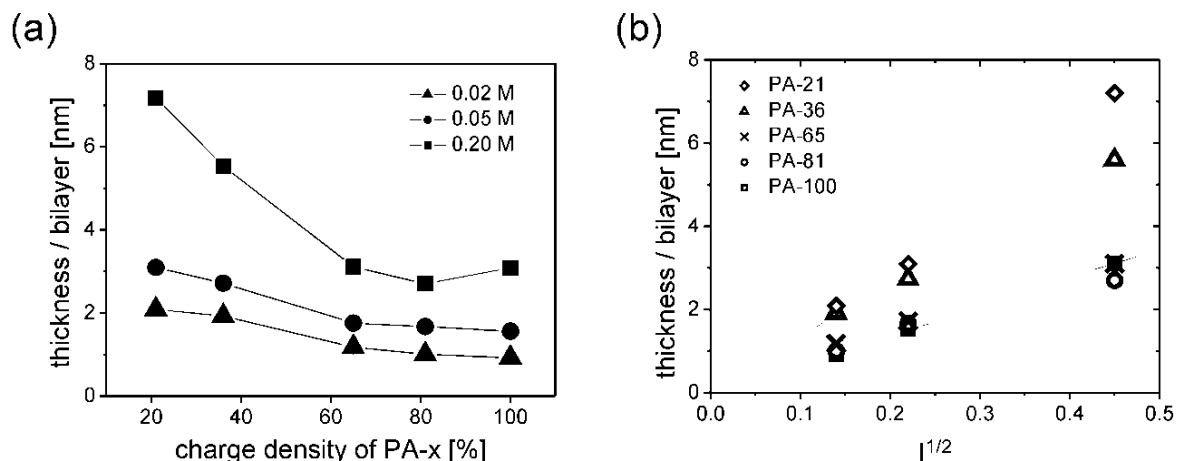 (a)
8
6
4
2
0
thickness / bilayer [nm]
0.02 M
0.05 M
0.20 M
20 40 60 80 100
charge density of PA-x [%]
(b)
8
6
4
2
0
thickness / bilayer [nm]
PA-21
PA-36
PA-65
PA-81
PA-100
0.0 0.1 0.2 0.3 0.4 0.5
I^1/2